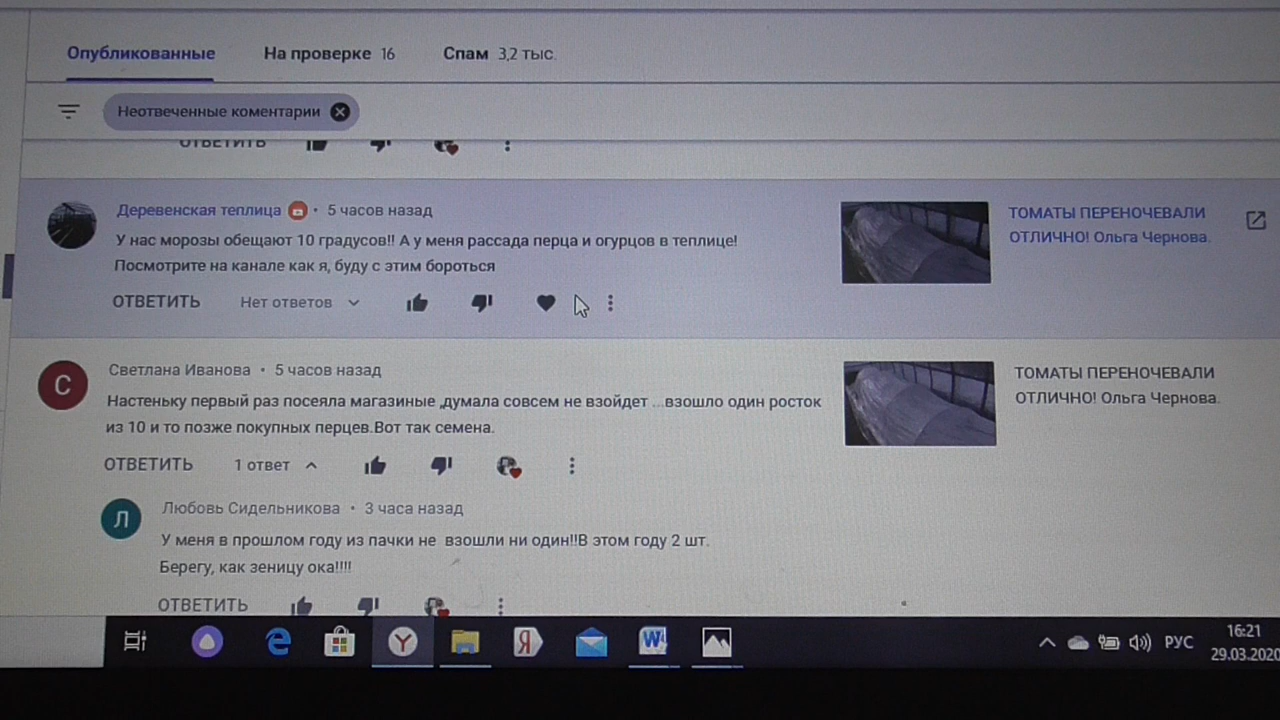 Опубликованные На проверке 16 Спам 3,2 тыс.
Неотвеченные коментарии
ОТВЕТИТЬ
Деревенская теплица • 5 часов назад
У нас морозы обещают 10 градусов!! А у меня рассада перца и огурцов в теплице!
Посмотрите на канале как я, буду с этим бороться
ОТВЕТИТЬ Нет ответов
ТОМАТЫ ПЕРЕНОЧЕВАЛИ
ОТЛИЧНО! Ольга Чернова.
С
Светлана Иванова • 5 часов назад
Настеньку первый раз посеяла магазиные ,думала совсем не взойдет ...взошло один росток
из 10 и то позже покупных перцев.Вот так семена.
ОТВЕТИТЬ 1 ответ
ТОМАТЫ ПЕРЕНОЧЕВАЛИ
ОТЛИЧНО! Ольга Чернова.
Л
Любовь Сидельникова • 3 часа назад
У меня в прошлом году из пачки не взошли ни один!!В этом году 2 шт.
Берегу, как зеницу ока!!!!
ОТВЕТИТЬ
e Y Я W РУС 16:21
29.03.2020